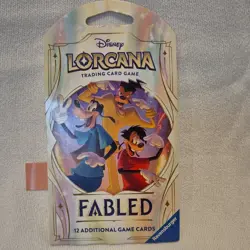 Disney
LORCANA
TRADING CARD GAME
FABLED
12 ADDITIONAL GAME CARDS
Ravensburger